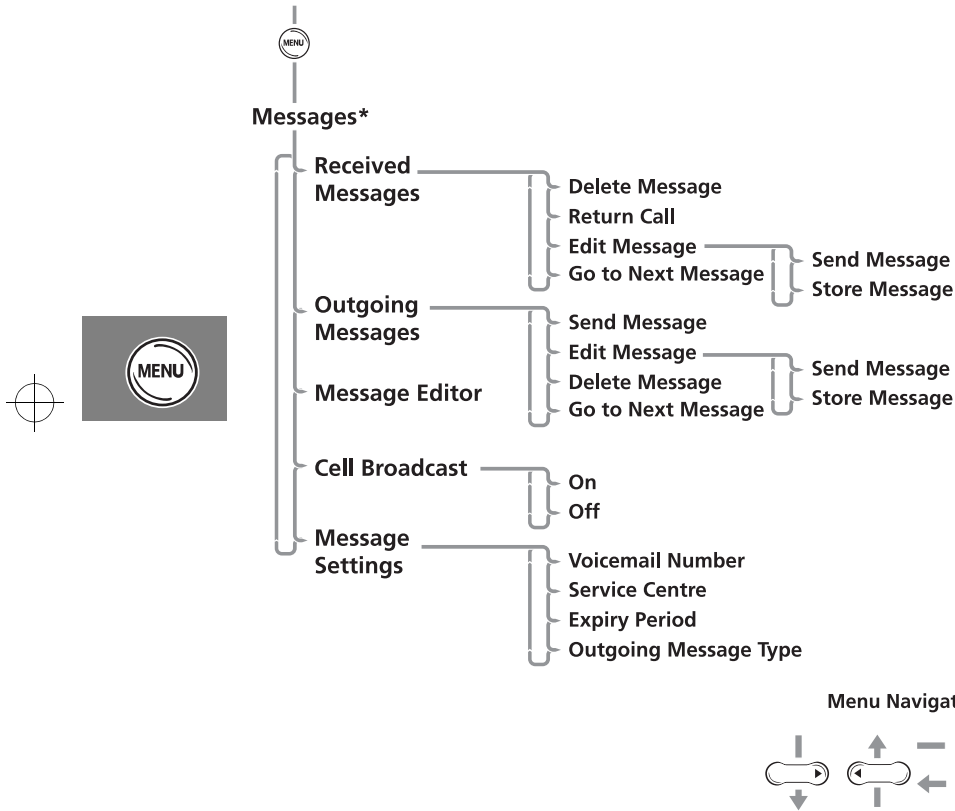 MENU
Messages*
Received
Messages
Delete Message
Return Call
Edit Message
Go to Next Message
Send Message
Store Message
Outgoing
Messages
Send Message
Edit Message
Delete Message
Go to Next Message
Send Message
Store Message
MENU
Message Editor
Cell Broadcast
On
Off
Message
Settings
Voicemail Number
Service Centre
Expiry Period
Outgoing Message Type
Menu Navigat